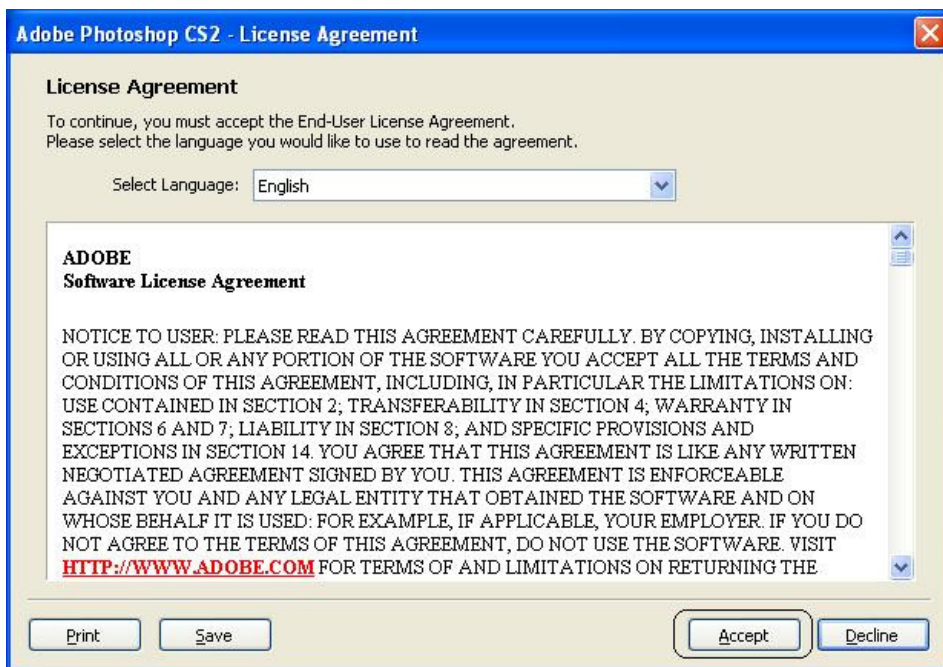 Adobe Photoshop CS2 - License Agreement
License Agreement
To continue, you must accept the End-User License Agreement.
Please select the language you would like to use to read the agreement.
Select Language: English
ADOBE
Software License Agreement
NOTICE TO USER: PLEASE READ THIS AGREEMENT CAREFULLY. BY COPYING, INSTALLING
OR USING ALL OR ANY PORTION OF THE SOFTWARE YOU ACCEPT ALL THE TERMS AND
CONDITIONS OF THIS AGREEMENT, INCLUDING, IN PARTICULAR THE LIMITATIONS ON:
USE CONTAINED IN SECTION 2; TRANSFERABILITY IN SECTION 4; WARRANTY IN
SECTIONS 6 AND 7; LIABILITY IN SECTION 8; AND SPECIFIC PROVISIONS AND
EXCEPTIONS IN SECTION 14. YOU AGREE THAT THIS AGREEMENT IS LIKE ANY WRITTEN
NEGOTIATED AGREEMENT SIGNED BY YOU. THIS AGREEMENT IS ENFORCEABLE
AGAINST YOU AND ANY LEGAL ENTITY THAT OBTAINED THE SOFTWARE AND ON
WHOSE BEHALF IT IS USED: FOR EXAMPLE, IF APPLICABLE, YOUR EMPLOYER. IF YOU DO
NOT AGREE TO THE TERMS OF THIS AGREEMENT, DO NOT USE THE SOFTWARE. VISIT
HTTP://WWW.ADOBE.COM FOR TERMS OF AND LIMITATIONS ON RETURNING THE
Print Save Accept Decline